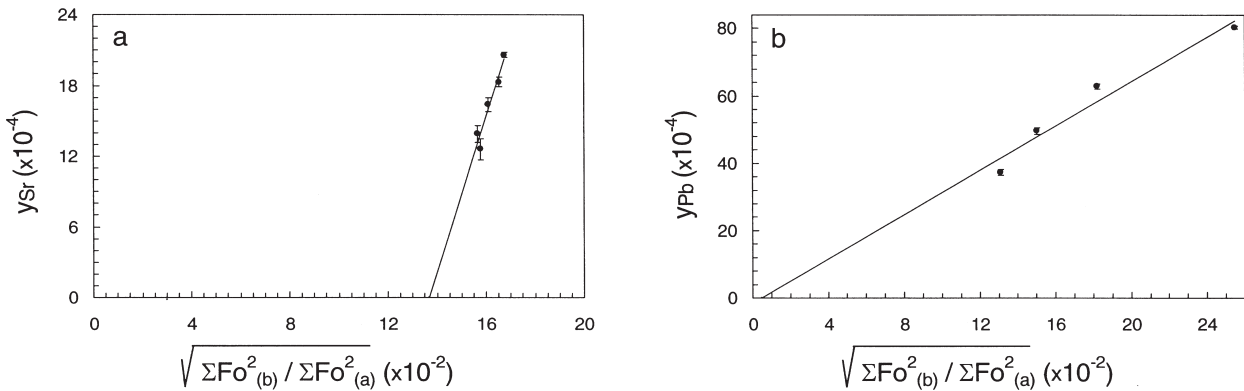 a
24
18
12
6
0
ySr (x10⁻⁴)
0 4 8 12 16 20
√ΣFo²(b) / ΣFo²(a) (x10⁻²)
b
80
60
40
20
0
yPb (x10⁻⁴)
0 4 8 12 16 20 24
√ΣFo²(b) / ΣFo²(a) (x10⁻²)